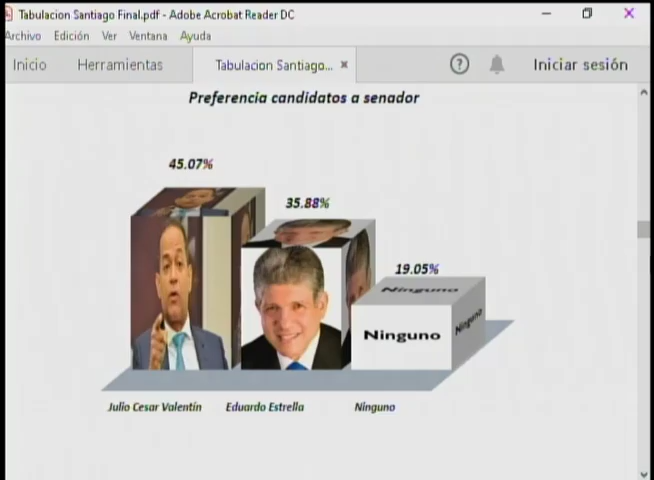 Tabulacion Santiago Final.pdf - Adobe Acrobat Reader DC
Archivo Edición Ver Ventana Ayuda
Inicio Herramientas Tabulacion Santiago... × ? Iniciar sesión
Preferencia candidatos a senador
45.07%
35.88%
19.05%
Ninguno
Ninguno
Ninguno
Julio Cesar Valentín Eduardo Estrella Ninguno